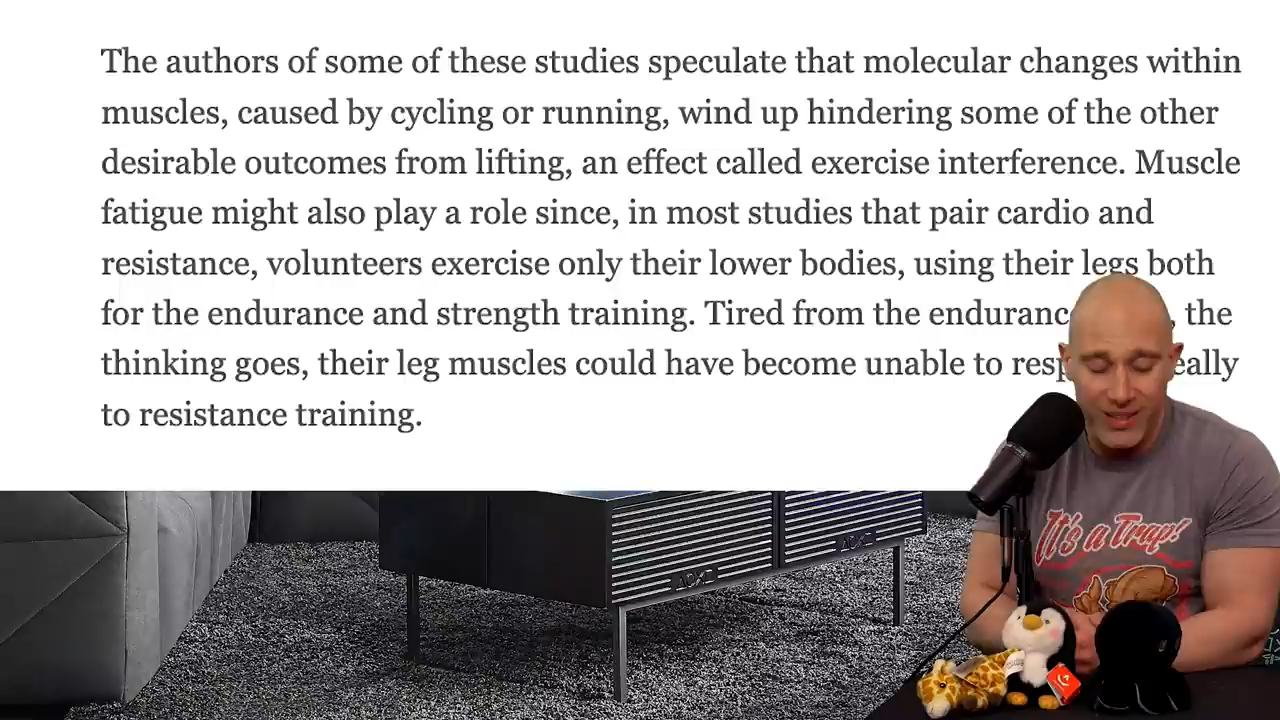 The authors of some of these studies speculate that molecular changes within
muscles, caused by cycling or running, wind up hindering some of the other
desirable outcomes from lifting, an effect called exercise interference. Muscle
fatigue might also play a role since, in most studies that pair cardio and
resistance, volunteers exercise only their lower bodies, using their legs both
for the endurance and strength training. Tired from the , the
thinking goes, their leg muscles could have become unable to
to resistance training.
It's a Trap!